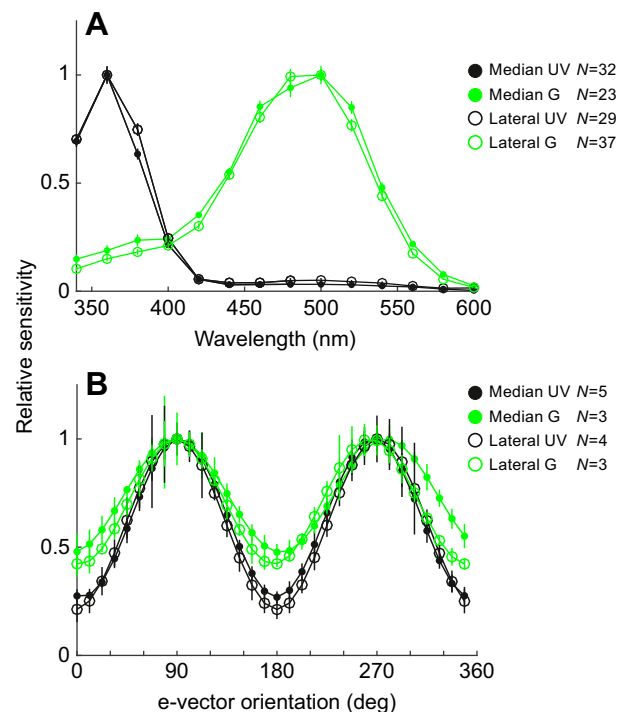 A
1
0.5
0
350
400
450
500
550
600
Wavelength (nm)
Median UV N=32
Median G N=23
Lateral UV N=29
Lateral G N=37
Relative sensitivity
B
1
0.5
0
0
90
180
270
360
e-vector orientation (deg)
Median UV N=5
Median G N=3
Lateral UV N=4
Lateral G N=3